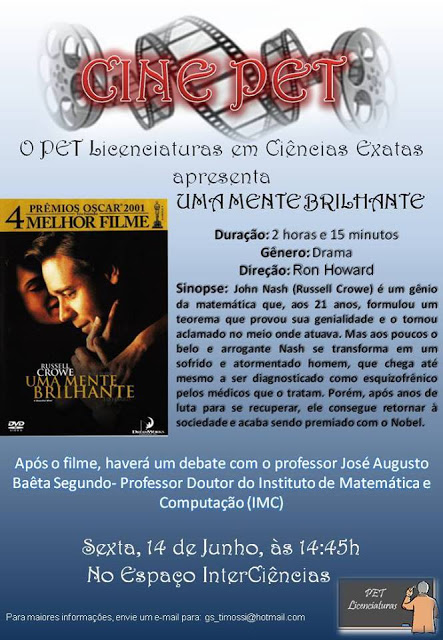 CINE PET
O PET Licenciaturas em Ciências Exatas
apresenta
UMA MENTE BRILHANTE
4 PRÊMIOS OSCAR® 2001
MELHOR FILME
RUSSELL
CROWE
UMA MENTE
BRILHANTE
DVD
VIDEO
DREAMWORKS
Duração: 2 horas e 15 minutos
Gênero: Drama
Direção: Ron Howard
Sinopse: John Nash (Russell Crowe) é um gênio
da matemática que, aos 21 anos, formulou um
teorema que provou sua genialidade e o tornou
aclamado no meio onde atuava. Mas aos poucos o
belo e arrogante Nash se transforma em um
sofrido e atormentado homem, que chega até
mesmo a ser diagnosticado como esquizofrênico
pelos médicos que o tratam. Porém, após anos de
luta para se recuperar, ele consegue retornar à
sociedade e acaba sendo premiado com o Nobel.
Após o filme, haverá um debate com o professor José Augusto
Baêta Segundo- Professor Doutor do Instituto de Matemática e
Computação (IMC)
Sexta, 14 de Junho, às 14:45h
No Espaço InterCiências
PET
Licenciaturas
Para maiores informações, envie um e-mail para: gs_timossi@hotmail.com